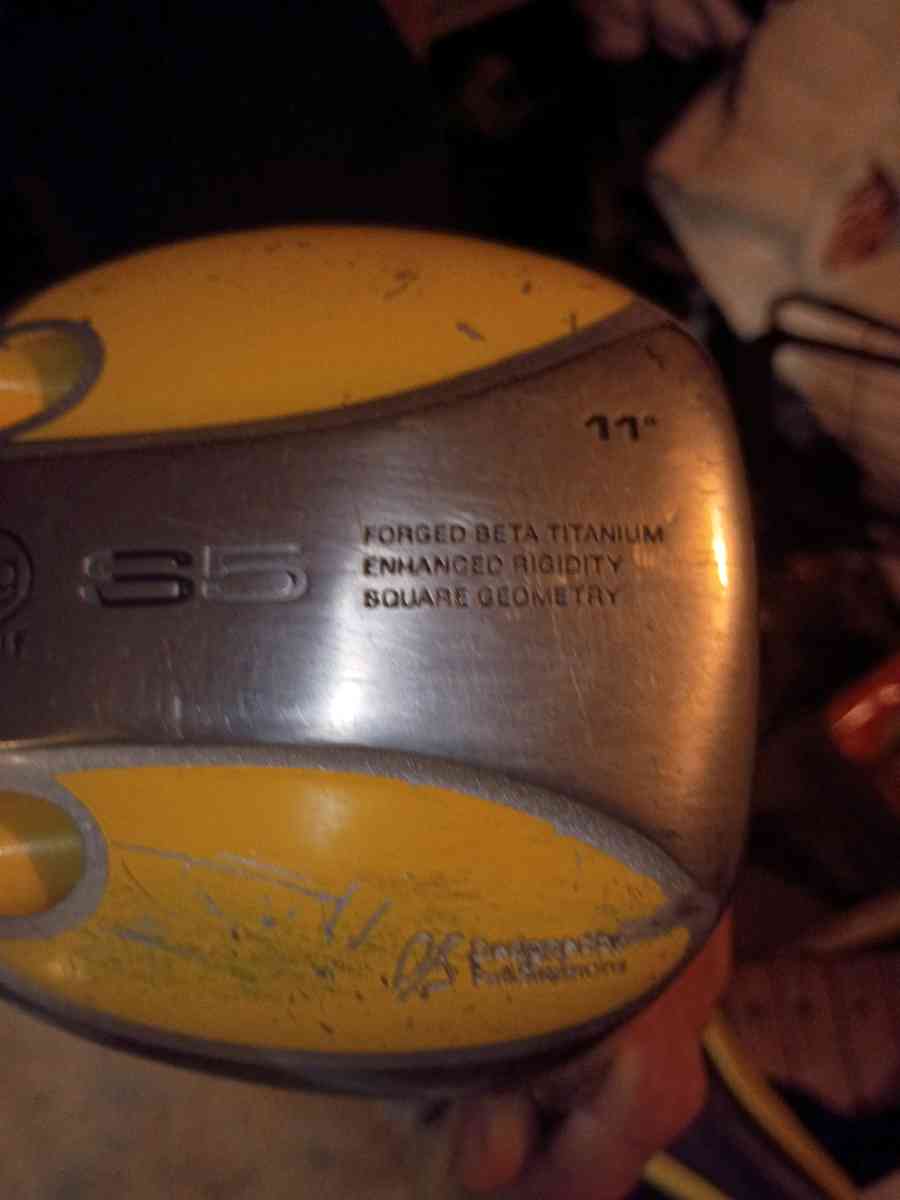 11°
S5
FORGED BETA TITANIUM
ENHANCED RIGIDITY
SQUARE GEOMETRY